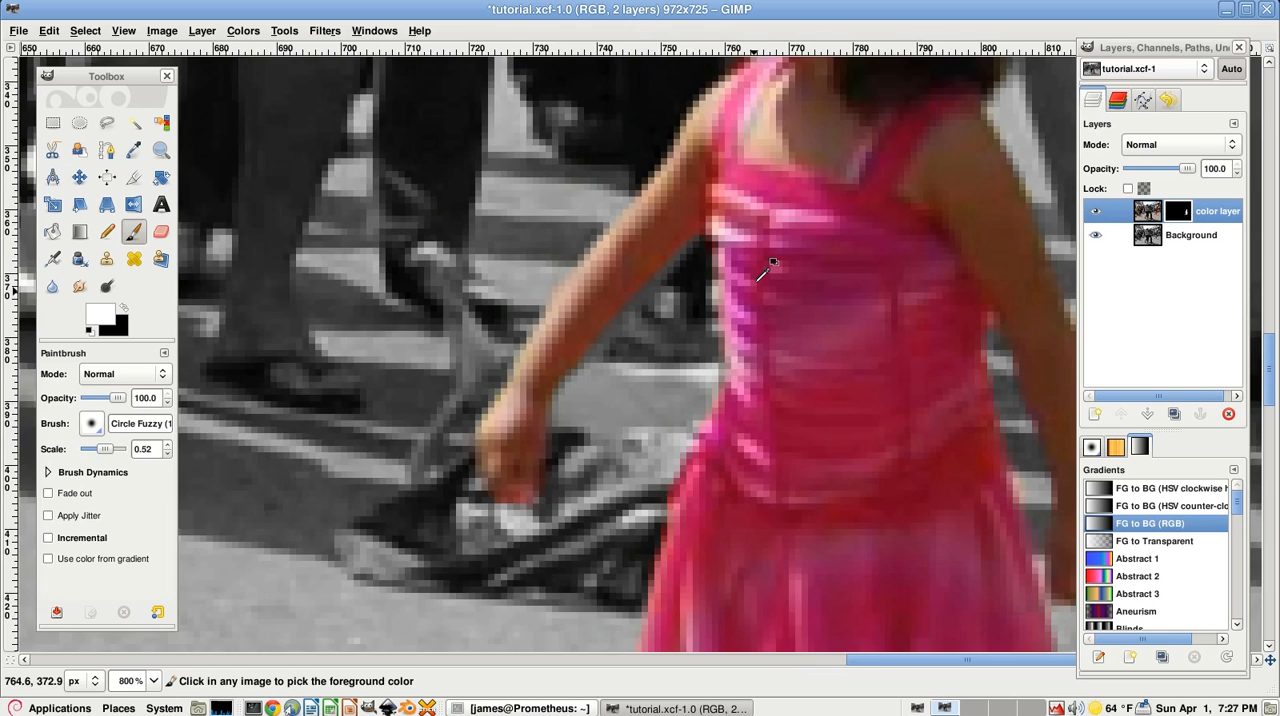 *tutorial.xcf-1.0 (RGB, 2 layers) 972x725 – GIMP
File Edit View Image Layer Colors Tools Filters Windows Help
650 660 670 680 690 700 710 720 730 740 750 760 770 780 790 800 810
Toolbox
Paintbrush
Mode: Normal
Opacity: 100.0
Brush: Circle Fuzzy (1
Scale: 0.52
Brush Dynamics
Fade out
Apply Jitter
Incremental
Use color from gradient
Layers, Channels, Paths, Un
tutorial.xcf-1 Auto
Layers
Mode: Normal
Opacity: 100.0
Lock:
color layer
Background
Gradients
FG to BG (HSV clockwise h
FG to BG (HSV counter-clo
FG to BG (RGB)
FG to Transparent
Abstract 1
Abstract 2
Abstract 3
Aneurism
Blinds
764.6, 372.9 px 800% Click in any image to pick the foreground color
Applications Places System [james@Prometheus: ~] *tutorial.xcf-1.0 (RGB, 2... 64 °F Sun Apr 1, 7:27 PM